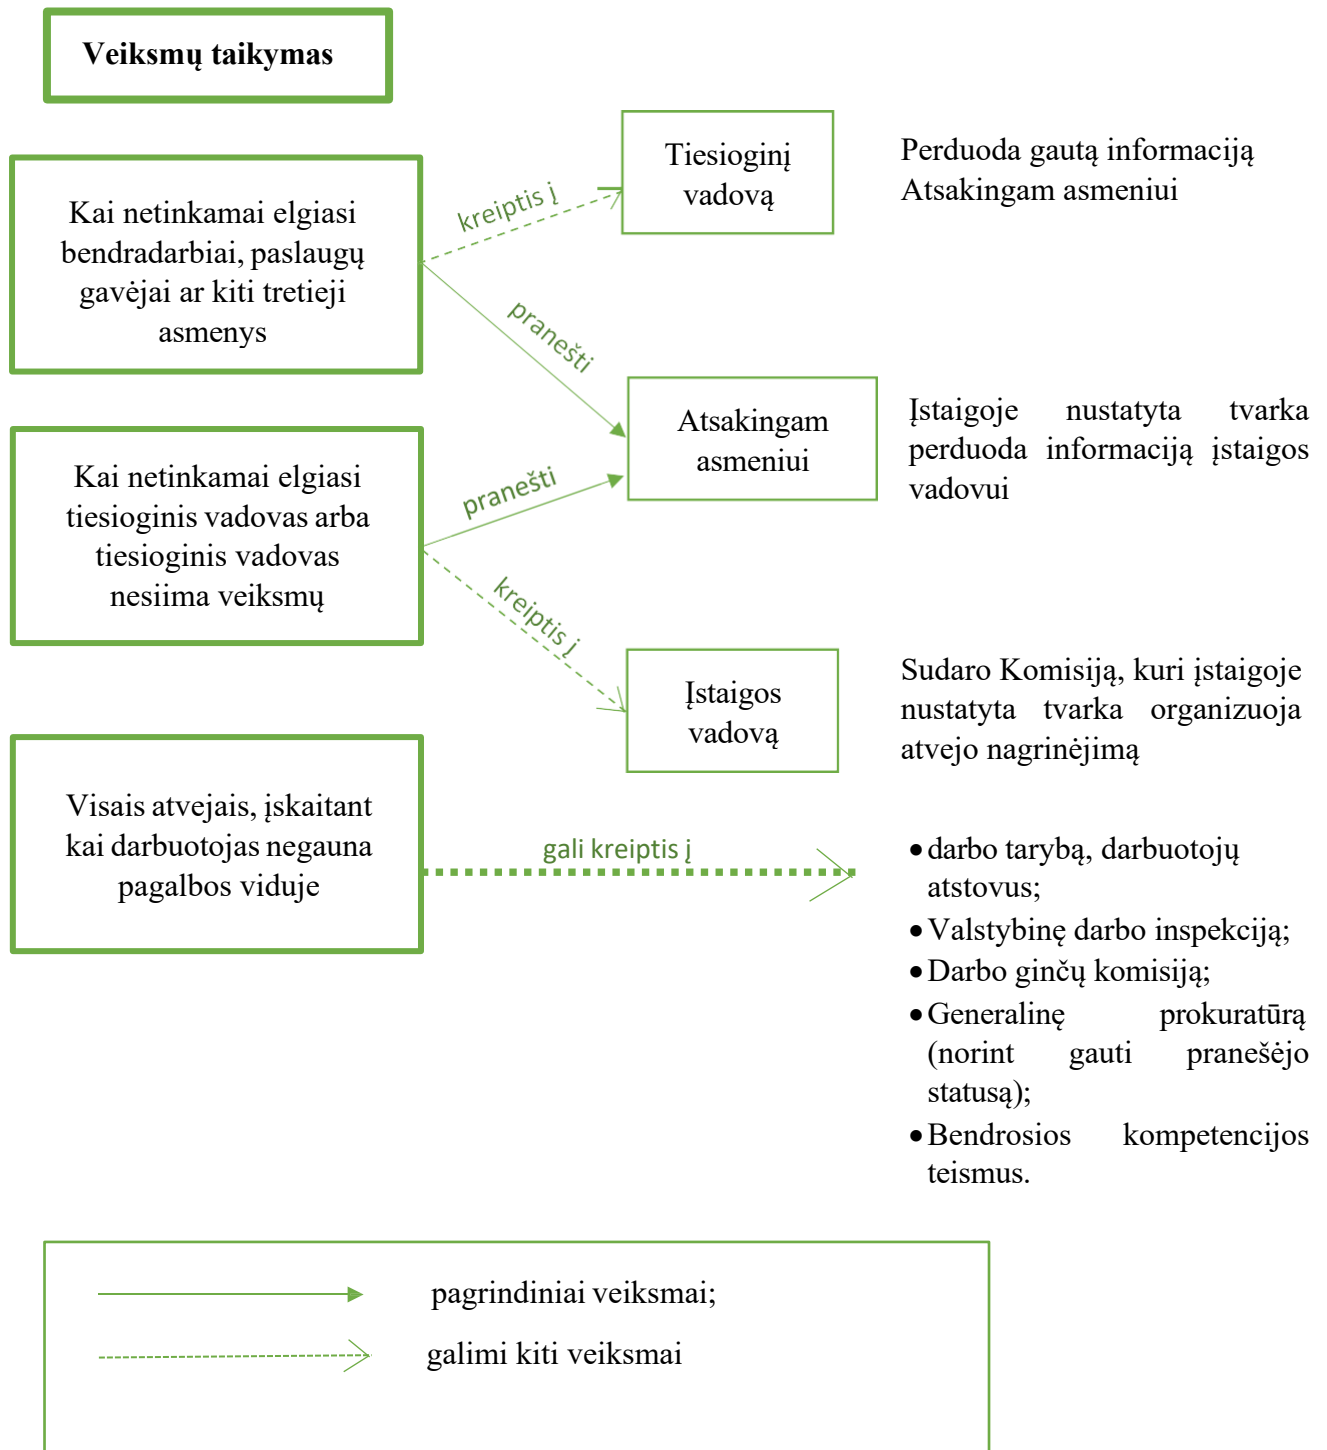 Veiksmų taikymas
Kai netinkamai elgiasi
bendradarbiai, paslaugų
gavėjai ar kiti tretieji
asmenys
kreiptis į
Tiesioginį
vadovą
Perduoda gautą informaciją
Atsakingam asmeniui
pranešti
Atsakingam
asmeniui
Įstaigoje nustatyta tvarka
perduoda informaciją įstaigos
vadovui
Kai netinkamai elgiasi
tiesioginis vadovas arba
tiesioginis vadovas
nesiima veiksmų
pranešti
kreiptis į
Įstaigos
vadovą
Sudaro Komisiją, kuri įstaigoje
nustatyta tvarka organizuoja
atvejo nagrinėjimą
Visais atvejais, įskaitant
kai darbuotojas negauna
pagalbos viduje
gali kreiptis į
• darbo tarybą, darbuotojų
atstovus;
• Valstybinę darbo inspekciją;
• Darbo ginčų komisiją;
• Generalinę prokuratūrą
(norint gauti pranešėjo
statusą);
• Bendrosios kompetencijos
teismus.
pagrindiniai veiksmai;
galimi kiti veiksmai